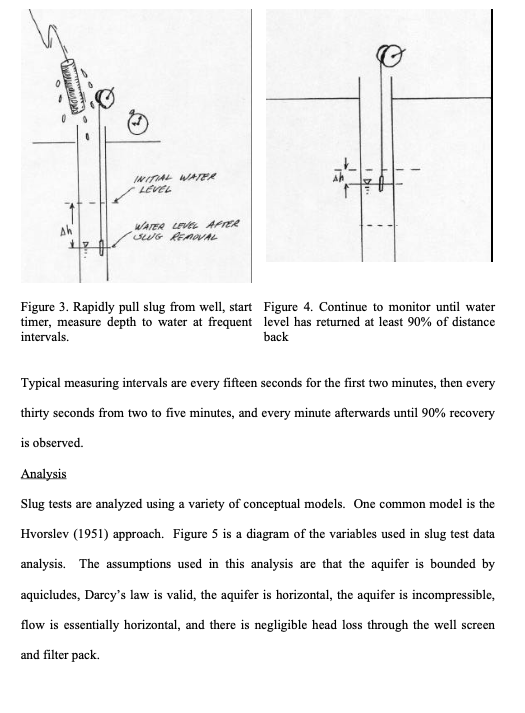 INITIAL WATER
LEVEL
Δh
WATER LEVEL AFTER
SLUG REMOVAL
Δh
Figure 3. Rapidly pull slug from well, start
timer, measure depth to water at frequent
intervals.
Figure 4. Continue to monitor until water
level has returned at least 90% of distance
back
Typical measuring intervals are every fifteen seconds for the first two minutes, then every
thirty seconds from two to five minutes, and every minute afterwards until 90% recovery
is observed.
Analysis
Slug tests are analyzed using a variety of conceptual models. One common model is the
Hvorslev (1951) approach. Figure 5 is a diagram of the variables used in slug test data
analysis. The assumptions used in this analysis are that the aquifer is bounded by
aquicludes, Darcy’s law is valid, the aquifer is horizontal, the aquifer is incompressible,
flow is essentially horizontal, and there is negligible head loss through the well screen
and filter pack.